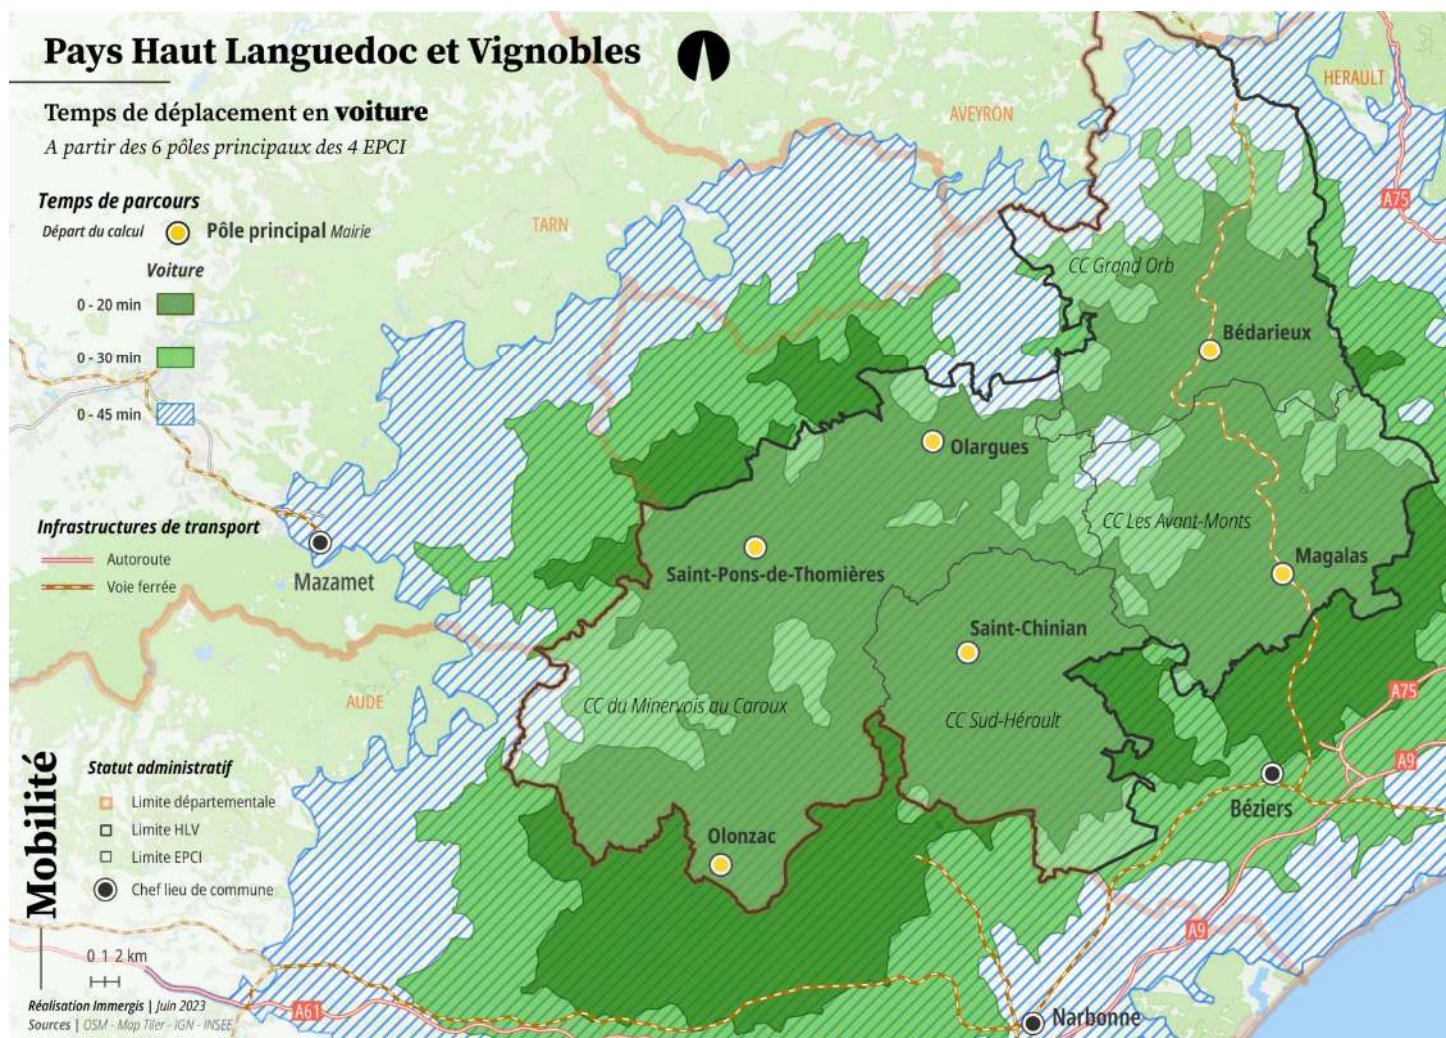 Pays Haut Languedoc et Vignobles
Temps de déplacement en voiture
A partir des 6 pôles principaux des 4 EPCI
Temps de parcours
Départ du calcul
Pôle principal Mairie
Voiture
0 - 20 min
0 - 30 min
0 - 45 min
Infrastructures de transport
Autoroute
Voie ferrée
Mobilité
Statut administratif
Limite départementale
Limite HLV
Limite EPCI
Chef lieu de commune
0 1 2 km
Réalisation Immergis | Juin 2023
Sources | OSM - Map Tiler - IGN - INSEE
HERAULT
AVEYRON
A75
TARN
CC Grand Orb
Bédarieux
Olargues
CC Les Avant-Monts
Mazamet
Saint-Pons-de-Thomières
Magalas
Saint-Chinian
AUDE
CC du Minervois au Caroux
CC Sud-Hérault
A75
A9
Béziers
Olonzac
A9
A61
Narbonne